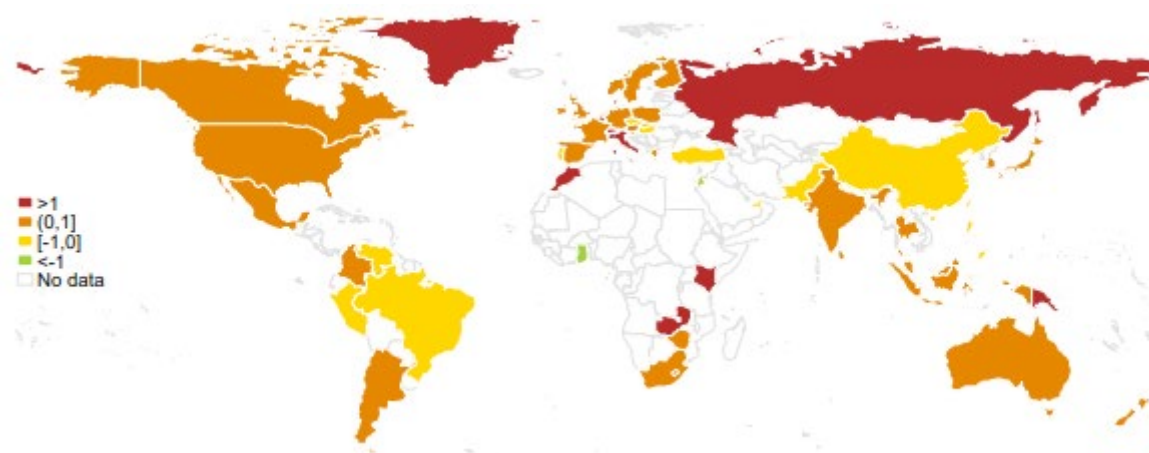 >1
(0,1]
[-1,0]
<-1
No data